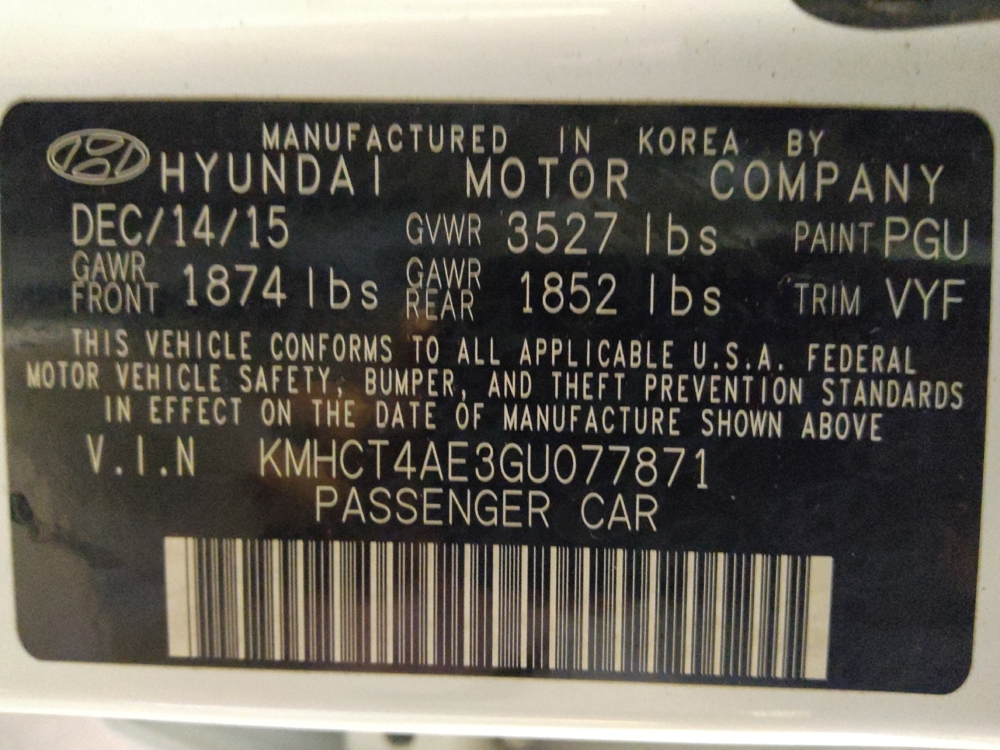 MANUFACTURED IN KOREA BY
HYUNDAI MOTOR COMPANY
DEC/14/15 GVWR 3527 lbs PAINT PGU
GAWR FRONT 1874 lbs GAWR REAR 1852 lbs TRIM VYF
THIS VEHICLE CONFORMS TO ALL APPLICABLE U.S.A. FEDERAL
MOTOR VEHICLE SAFETY, BUMPER, AND THEFT PREVENTION STANDARDS
IN EFFECT ON THE DATE OF MANUFACTURE SHOWN ABOVE
V.I.N KMHCT4AE3GU077871
PASSENGER CAR